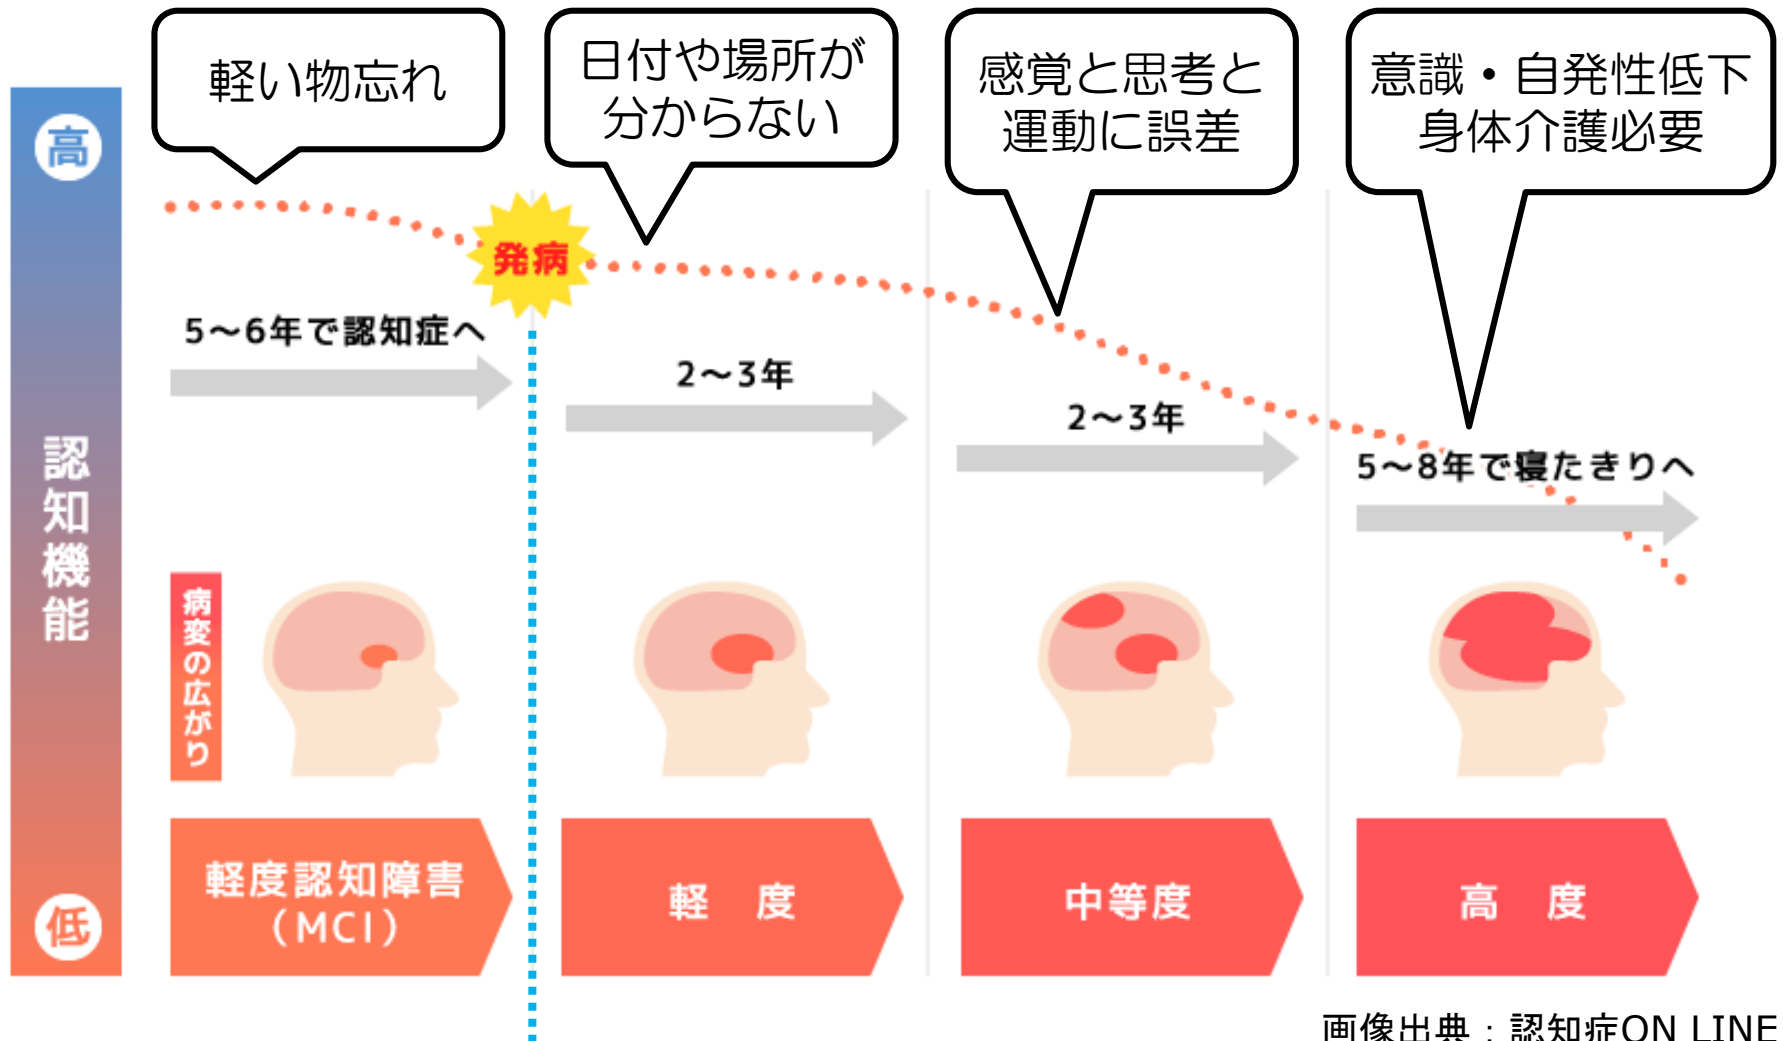 軽い物忘れ
日付や場所が
分からない
感覚と思考と
運動に誤差
意識・自発性低下
身体介護必要
高
認知機能
低
発病
5〜6年で認知症へ
2〜3年
2〜3年
5〜8年で寝たきりへ
病変の広がり
軽度認知障害
（MCI）
軽　度
中等度
高　度
画像出典：認知症ON LINE